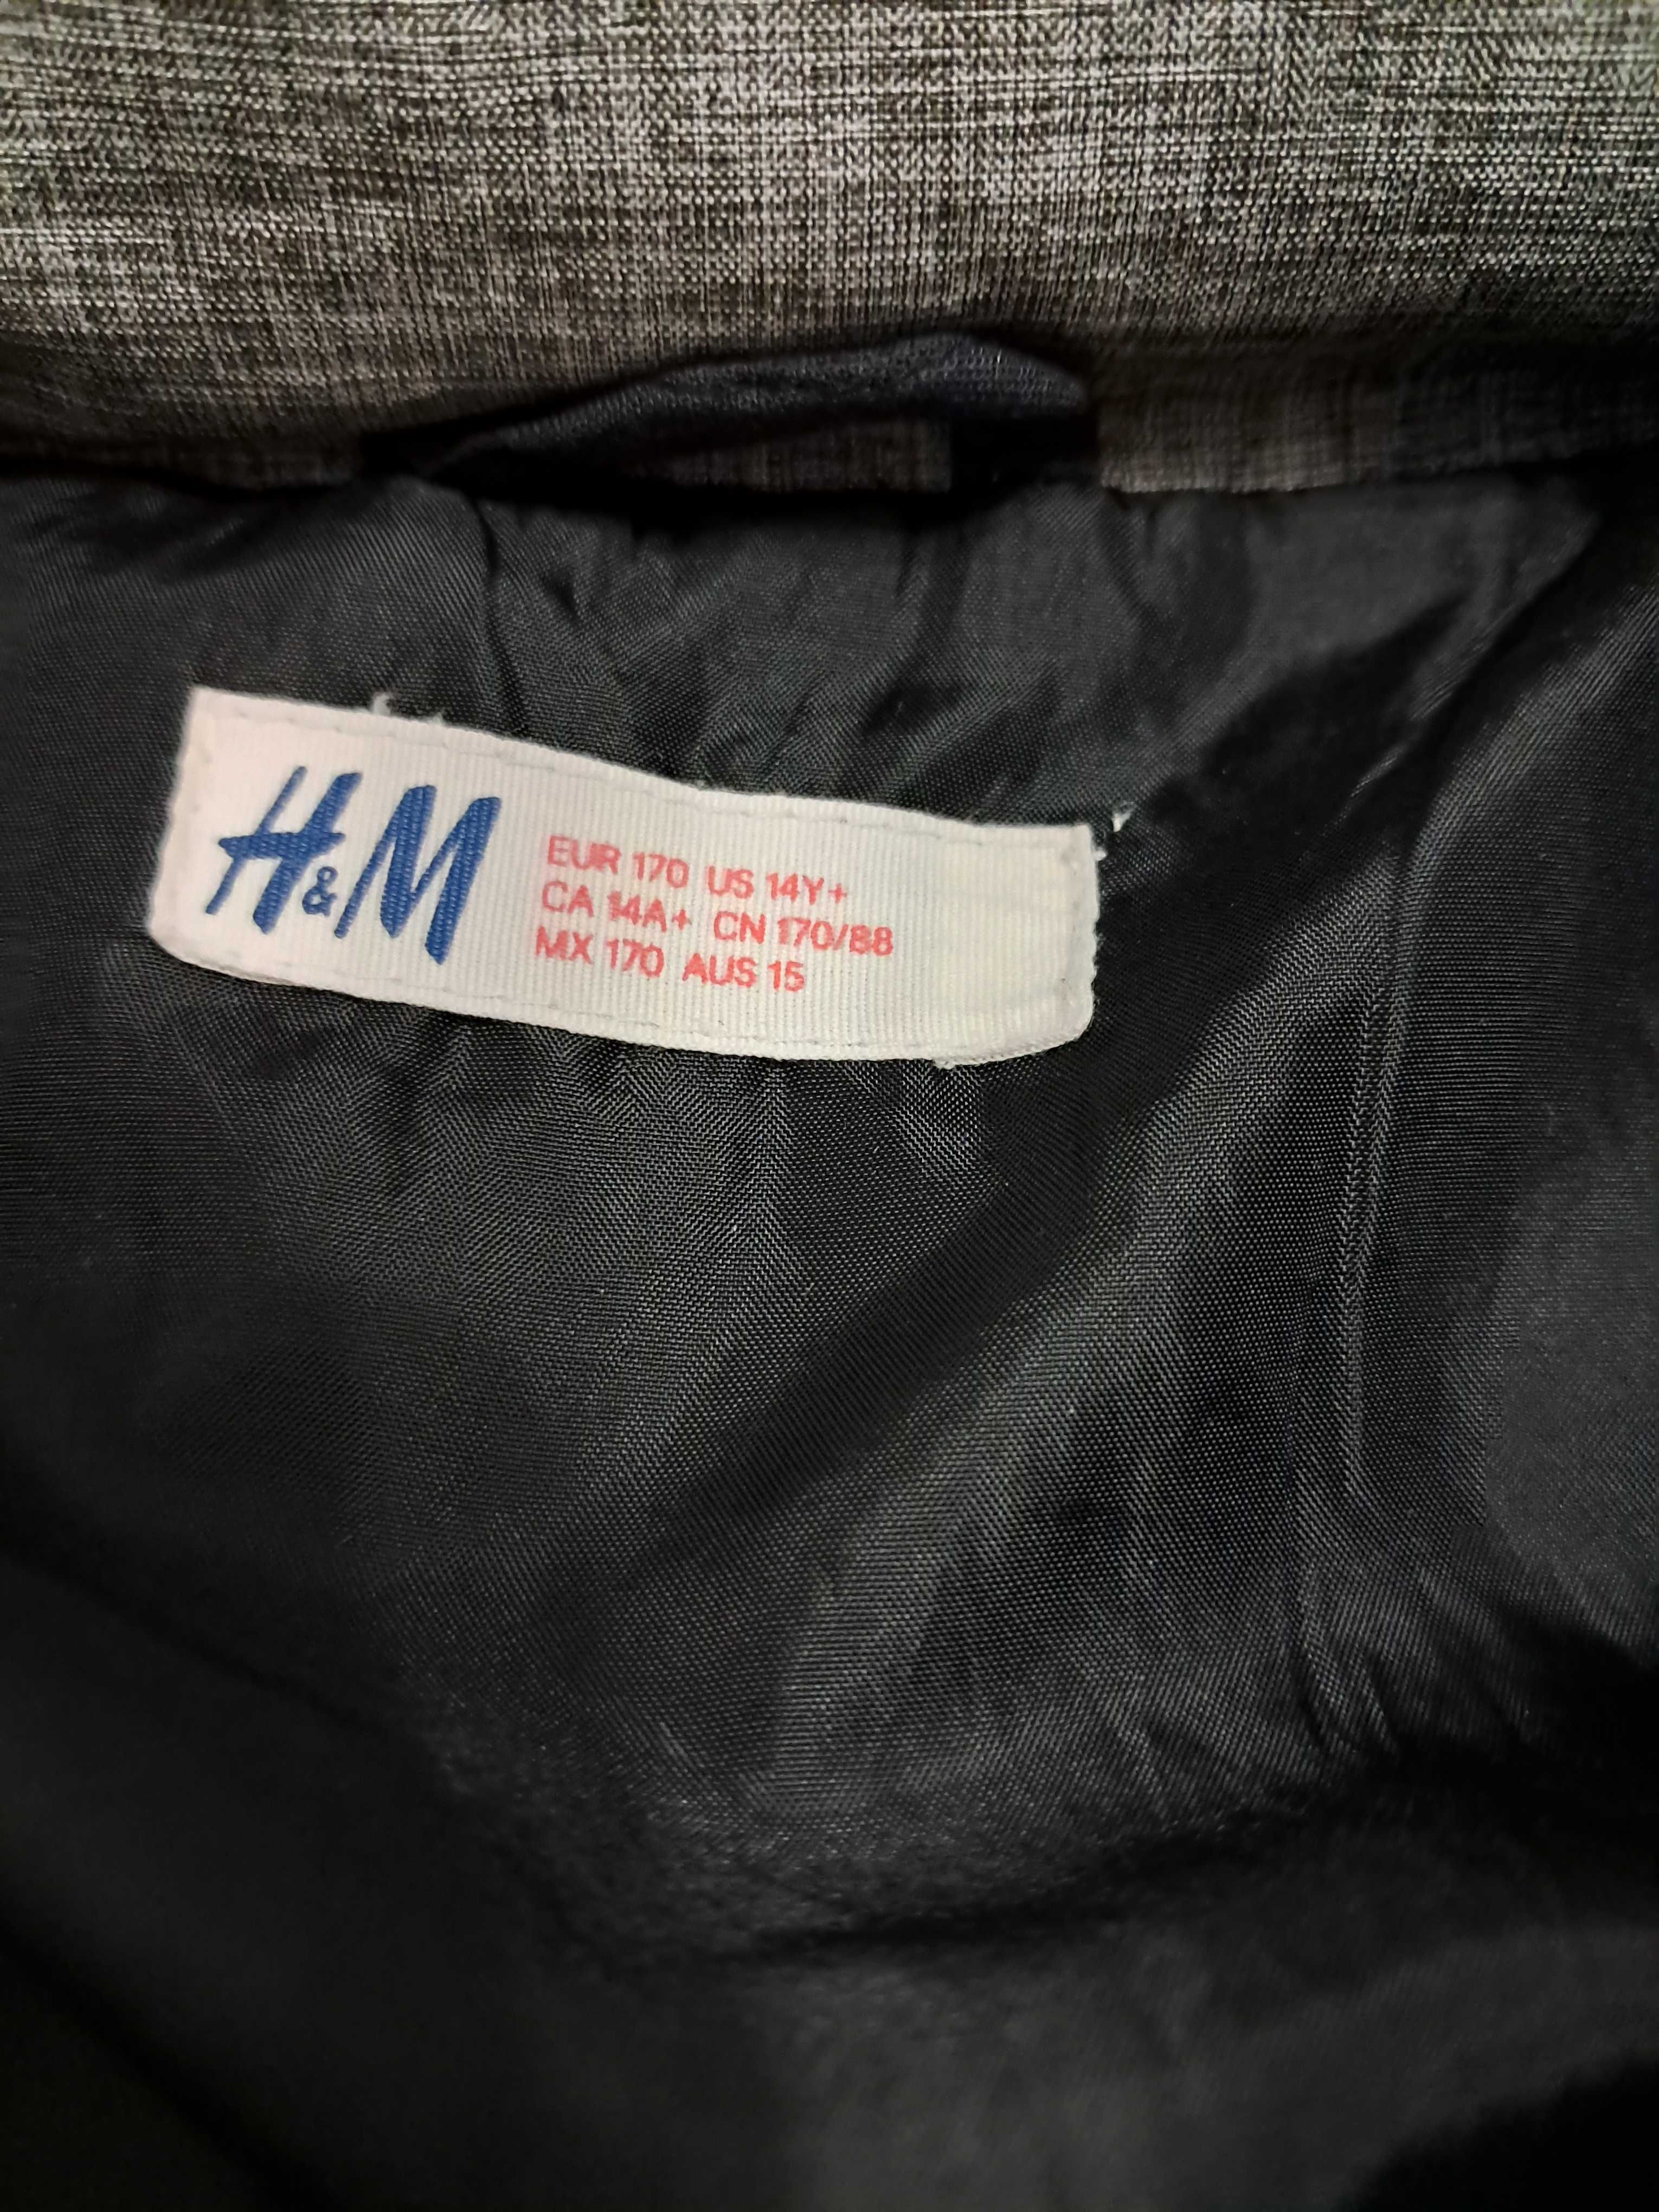 H&M
EUR 170 US 14Y+
CA 14A+ CN 170/88
MX 170 AUS 15